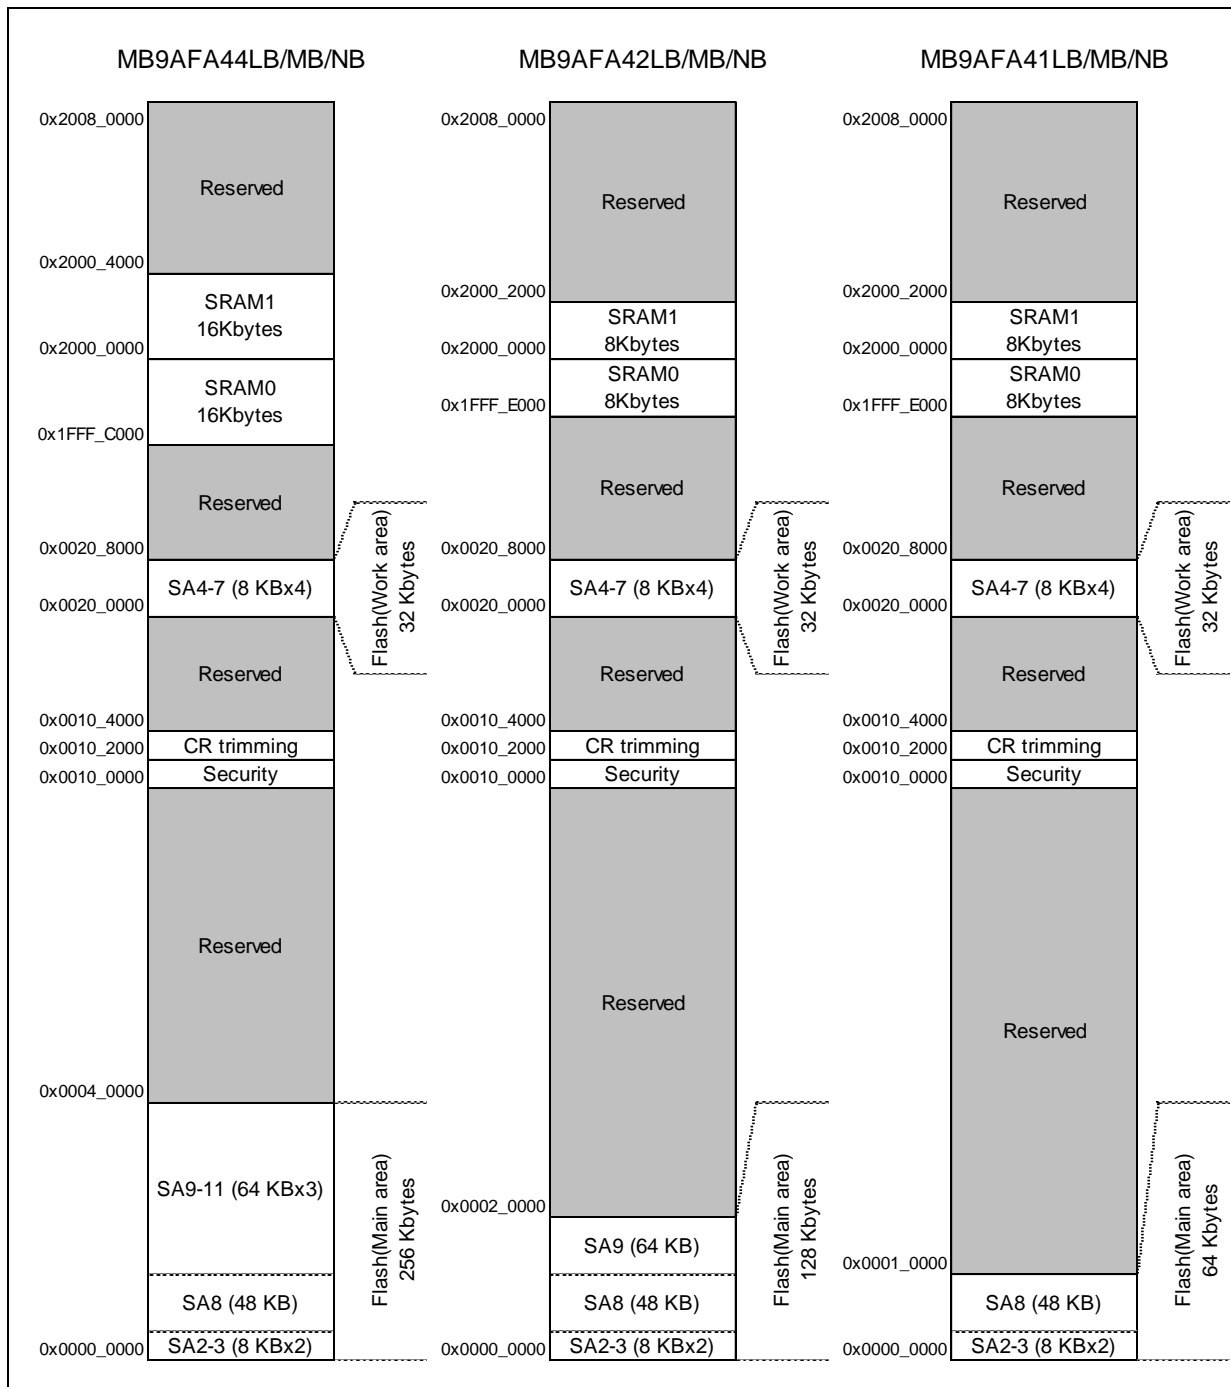 MB9AFA44LB/MB/NB
0x2008_0000
Reserved
0x2000_4000
SRAM1
16Kbytes
0x2000_0000
SRAM0
16Kbytes
0x1FFF_C000
Reserved
0x0020_8000
SA4-7 (8 KBx4)
0x0020_0000
Reserved
0x0010_4000
CR trimming
0x0010_2000
Security
0x0010_0000
Reserved
0x0004_0000
SA9-11 (64 KBx3)
SA8 (48 KB)
SA2-3 (8 KBx2)
0x0000_0000
Flash(Work area)
32 Kbytes
Flash(Main area)
256 Kbytes
MB9AFA42LB/MB/NB
0x2008_0000
Reserved
0x2000_2000
SRAM1
8Kbytes
0x2000_0000
SRAM0
8Kbytes
0x1FFF_E000
Reserved
0x0020_8000
SA4-7 (8 KBx4)
0x0020_0000
Reserved
0x0010_4000
CR trimming
0x0010_2000
Security
0x0010_0000
Reserved
0x0002_0000
SA9 (64 KB)
SA8 (48 KB)
SA2-3 (8 KBx2)
0x0000_0000
Flash(Work area)
32 Kbytes
Flash(Main area)
128 Kbytes
MB9AFA41LB/MB/NB
0x2008_0000
Reserved
0x2000_2000
SRAM1
8Kbytes
0x2000_0000
SRAM0
8Kbytes
0x1FFF_E000
Reserved
0x0020_8000
SA4-7 (8 KBx4)
0x0020_0000
Reserved
0x0010_4000
CR trimming
0x0010_2000
Security
0x0010_0000
Reserved
0x0001_0000
SA8 (48 KB)
SA2-3 (8 KBx2)
0x0000_0000
Flash(Work area)
32 Kbytes
Flash(Main area)
64 Kbytes